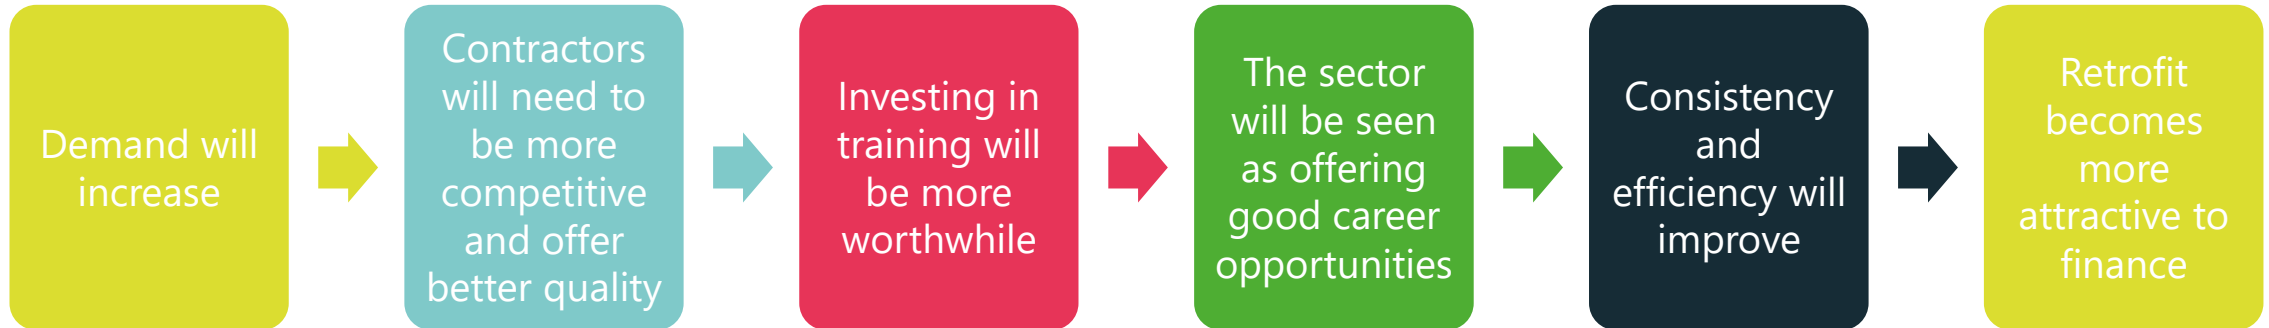 Demand will
increase
Contractors
will need to
be more
competitive
and offer
better quality
Investing in
training will
be more
worthwhile
The sector
will be seen
as offering
good career
opportunities
Consistency
and
efficiency will
improve
Retrofit
becomes
more
attractive to
finance